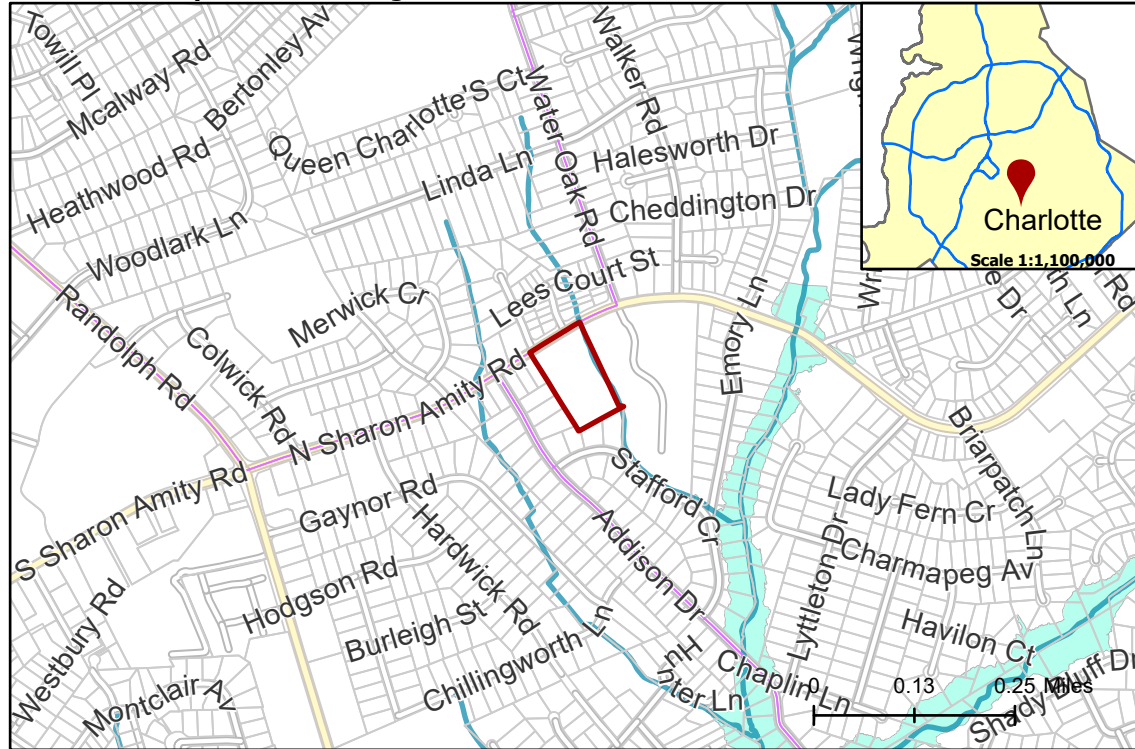 Towill Pl
Mcalway Rd
Bertonley Av
Heathwood Rd
Queen Charlotte'S Ct
Woodlark Ln
Linda Ln
Water Oak Rd
Walker Rd
Halesworth Dr
Cheddington Dr
Charlotte
Scale 1:1,100,000
Randolph Rd
Colwick Rd
Merwick Cr
Lees Court St
Emory Ln
N Sharon Amity Rd
S Sharon Amity Rd
Gaynor Rd
Hardwick Rd
Hodgson Rd
Burleigh St
Chillingworth Ln
Westbury Rd
Montclair Av
Stafford Cr
Addison Dr
Chaplin Ln
Lyttleton Dr
Lady Fern Cr
Briarpatch Ln
Charmapeg Av
Havilon Ct
Shady Bluff Dr
0 0.13 0.25 Miles